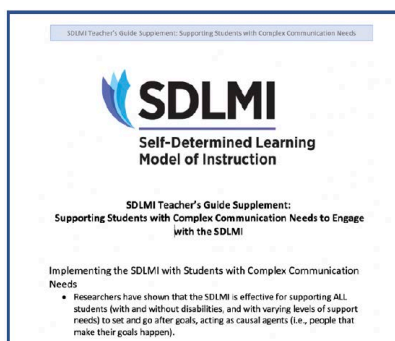 SDLMI Teacher's Guide Supplement: Supporting Students with Complex Communication Needs
SDLMI
Self-Determined Learning
Model of Instruction
SDLMI Teacher's Guide Supplement:
Supporting Students with Complex Communication Needs to Engage
with the SDLMI
Implementing the SDLMI with Students with Complex Communication
Needs
• Researchers have shown that the SDLMI is effective for supporting ALL
students (with and without disabilities, and with varying levels of support
needs) to set and go after goals, acting as causal agents (i.e., people that
make their goals happen).